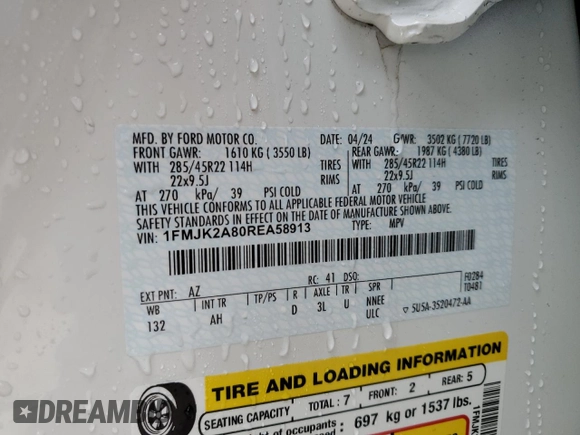 MFD. BY FORD MOTOR CO.
DATE: 04/24 GVWR: 3502 KG ( 7720 LB)
FRONT GAWR: 1610 KG ( 3550 LB) REAR GAWR: 1987 KG ( 4380 LB)
WITH 285/45R22 114H TIRES WITH 285/45R22 114H TIRES
22x9.5J RIMS 22x9.5J RIMS
AT 270 kPa/ 39 PSI COLD AT 270 kPa/ 39 PSI COLD
THIS VEHICLE CONFORMS TO ALL APPLICABLE FEDERAL MOTOR VEHICLE
SAFETY STANDARDS IN EFFECT ON THE DATE OF MANUFACTURE SHOWN ABOVE.
VIN: 1FMJK2A80REA58913 TYPE: MPV
F0284
T0481
EXT PNT: AZ RC: 41 DSO:
WB INT TR TP/PS R AXLE TR SPR
132 AH D 3L U NNEE
ULC
SU5A-3520472-AA
TIRE AND LOADING INFORMATION
SEATING CAPACITY TOTAL: 7 FRONT: 2 REAR: 5
of occupants 697 kg or 1537 lbs.
1FMJK